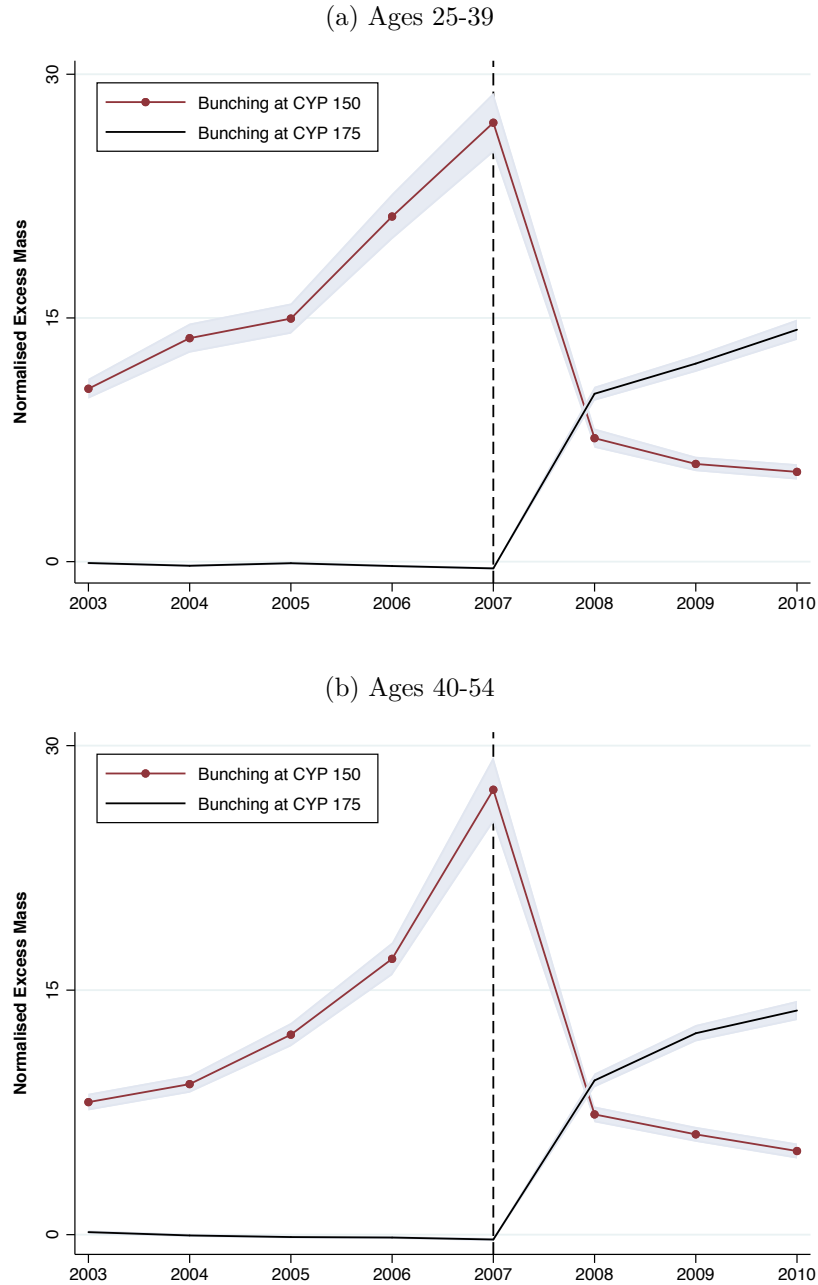 (a) Ages 25-39
30
Bunching at CYP 150
Bunching at CYP 175
Normalised Excess Mass
15
0
2003 2004 2005 2006 2007 2008 2009 2010
(b) Ages 40-54
30
Bunching at CYP 150
Bunching at CYP 175
Normalised Excess Mass
15
0
2003 2004 2005 2006 2007 2008 2009 2010